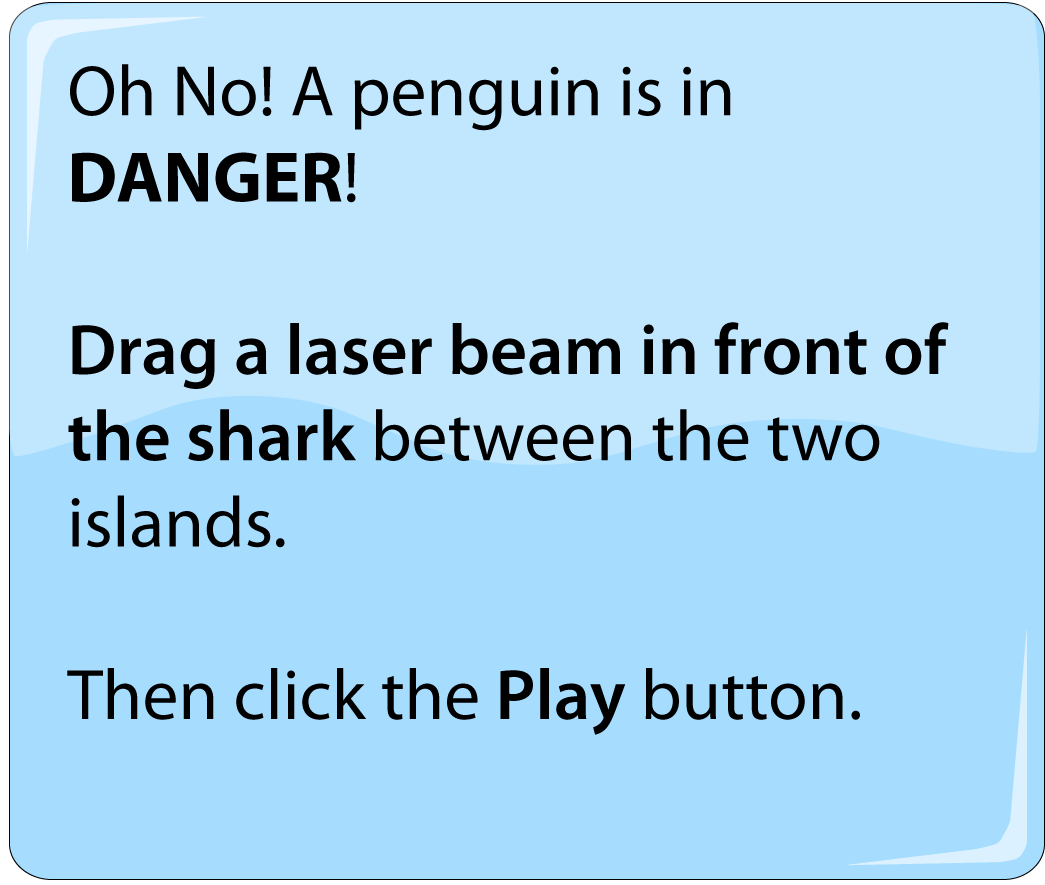 Oh No! A penguin is in
DANGER!
Drag a laser beam in front of
the shark between the two
islands.
Then click the Play button.